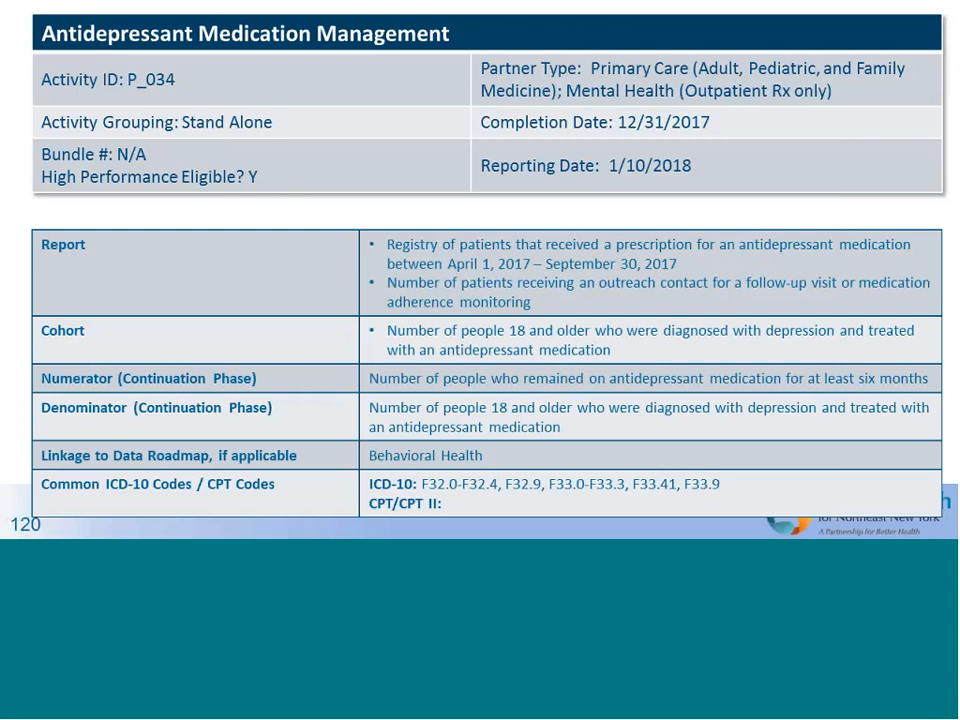 Antidepressant Medication Management
Activity ID: P_034
Partner Type: Primary Care (Adult, Pediatric, and Family
Medicine); Mental Health (Outpatient Rx only)
Activity Grouping: Stand Alone
Completion Date: 12/31/2017
Bundle #: N/A
High Performance Eligible? Y
Reporting Date: 1/10/2018
Report
• Registry of patients that received a prescription for an antidepressant medication
between April 1, 2017 – September 30, 2017
• Number of patients receiving an outreach contact for a follow-up visit or medication
adherence monitoring
Cohort
• Number of people 18 and older who were diagnosed with depression and treated
with an antidepressant medication
Numerator (Continuation Phase)
Number of people who remained on antidepressant medication for at least six months
Denominator (Continuation Phase)
Number of people 18 and older who were diagnosed with depression and treated with
an antidepressant medication
Linkage to Data Roadmap, if applicable
Behavioral Health
Common ICD-10 Codes / CPT Codes
ICD-10: F32.0-F32.4, F32.9, F33.0-F33.3, F33.41, F33.9
CPT/CPT II:
120
for Northeast New York
A Partnership for Better Health